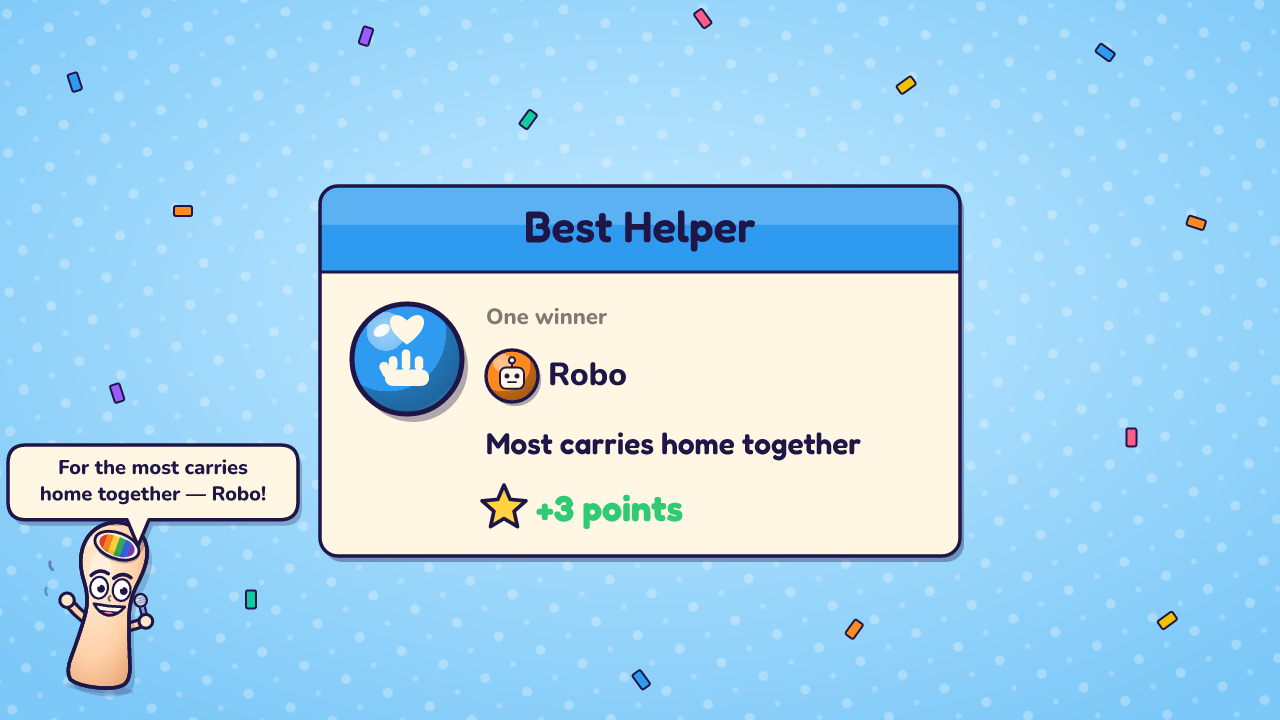 Best Helper
One winner
Robo
Most carries home together
+3 points
For the most carries
home together — Robo!